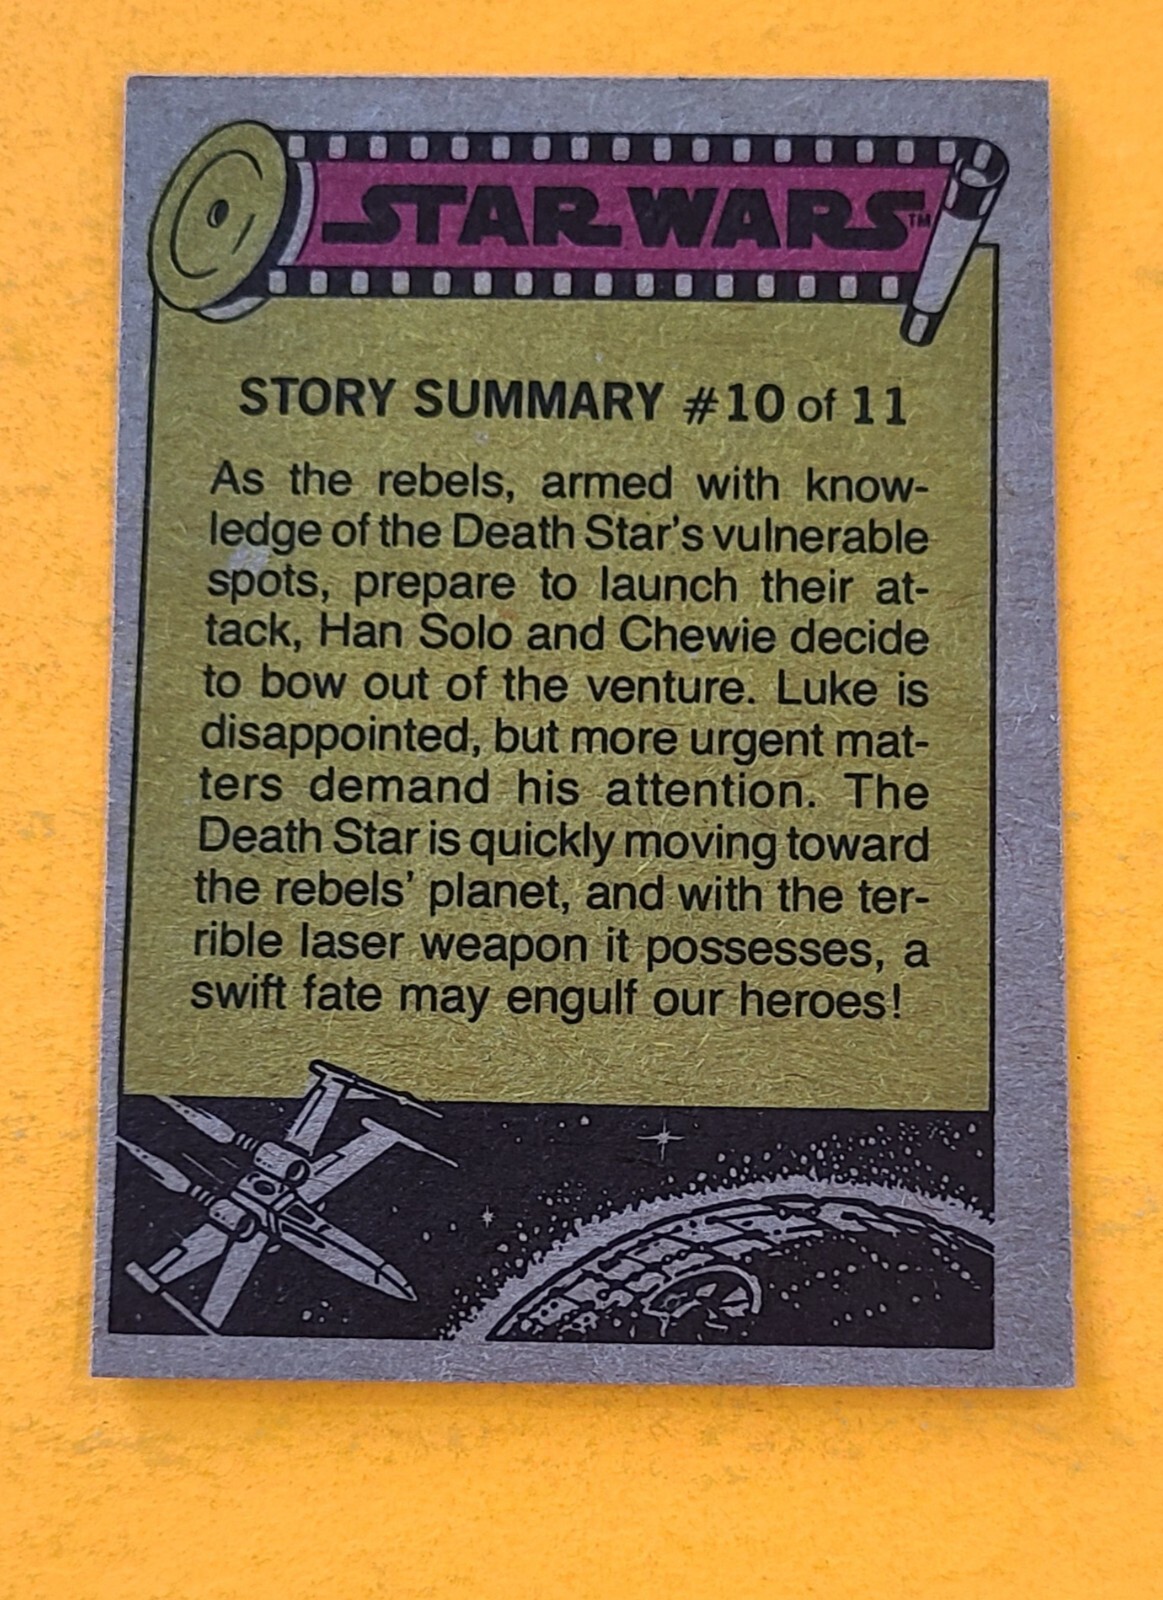 STAR WARS™
STORY SUMMARY #10 of 11
As the rebels, armed with know-
ledge of the Death Star's vulnerable
spots, prepare to launch their at-
tack, Han Solo and Chewie decide
to bow out of the venture. Luke is
disappointed, but more urgent mat-
ters demand his attention. The
Death Star is quickly moving toward
the rebels' planet, and with the ter-
rible laser weapon it possesses, a
swift fate may engulf our heroes!